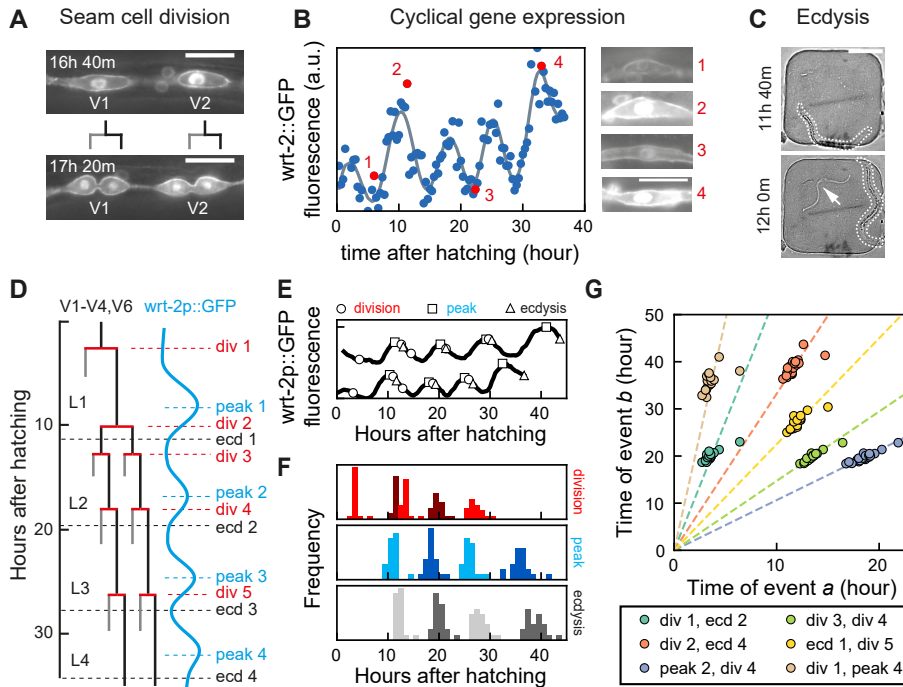 A Seam cell division
16h 40m
V1 V2
17h 20m
V1 V2
B Cyclical gene expression
wrt-2::GFP
fluorescence (a.u.)
1
2
3
4
0 10 20 30 40
time after hatching (hour)
1
2
3
4
C Ecdysis
11h 40m
12h 0m
D
V1-V4,V6 wrt-2p::GFP
Hours after hatching
10
20
30
L1
L2
L3
L4
div 1
peak 1
div 2
ecd 1
div 3
peak 2
div 4
ecd 2
peak 3
div 5
ecd 3
peak 4
ecd 4
E
division peak ecdysis
wrt-2p::GFP
fluorescence
0 10 20 30 40
Hours after hatching
F
Frequency
division
peak
ecdysis
0 10 20 30 40
Hours after hatching
G
Time of event b (hour)
50
40
30
20
10
0
0 10 20
Time of event a (hour)
div 1, ecd 2 div 3, div 4
div 2, ecd 4 ecd 1, div 5
peak 2, div 4 div 1, peak 4